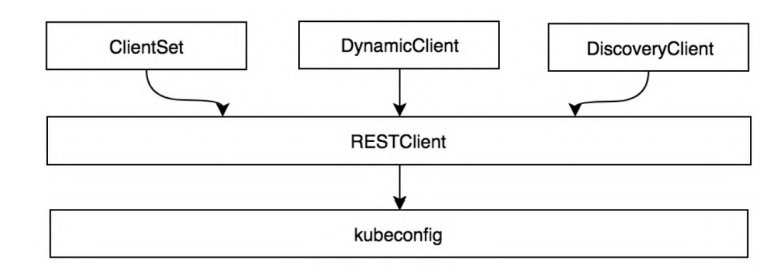 ClientSet
DynamicClient
DiscoveryClient
RESTClient
kubeconfig